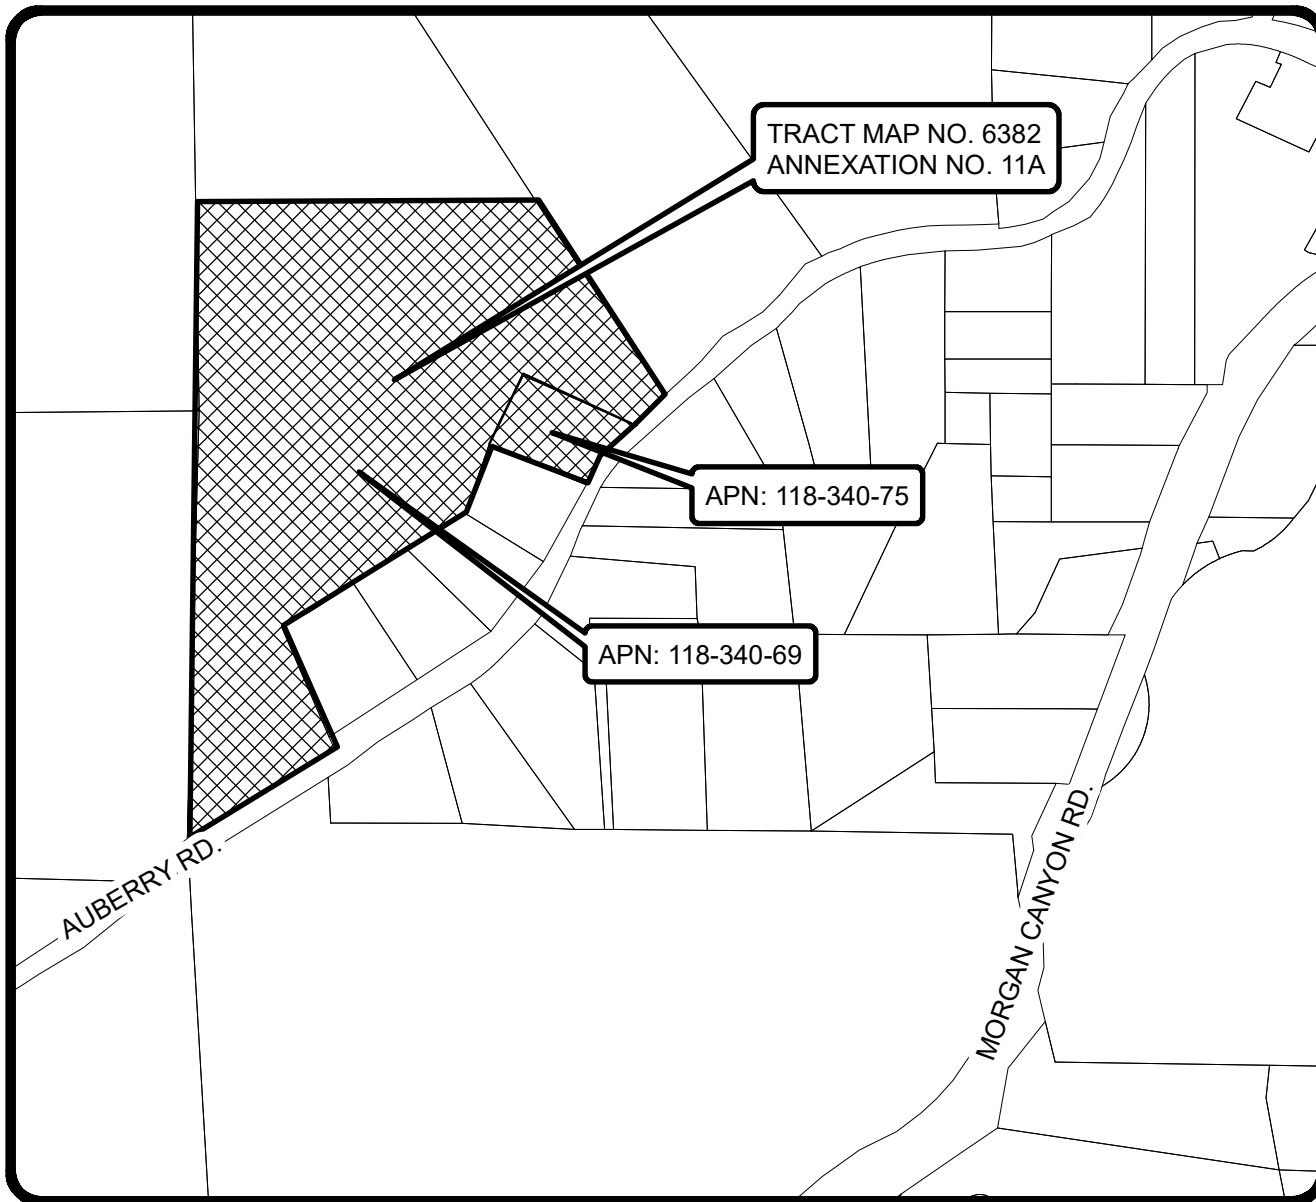 TRACT MAP NO. 6382
ANNEXATION NO. 11A
APN: 118-340-75
APN: 118-340-69
AUBERRY RD.
MORGAN CANYON RD.